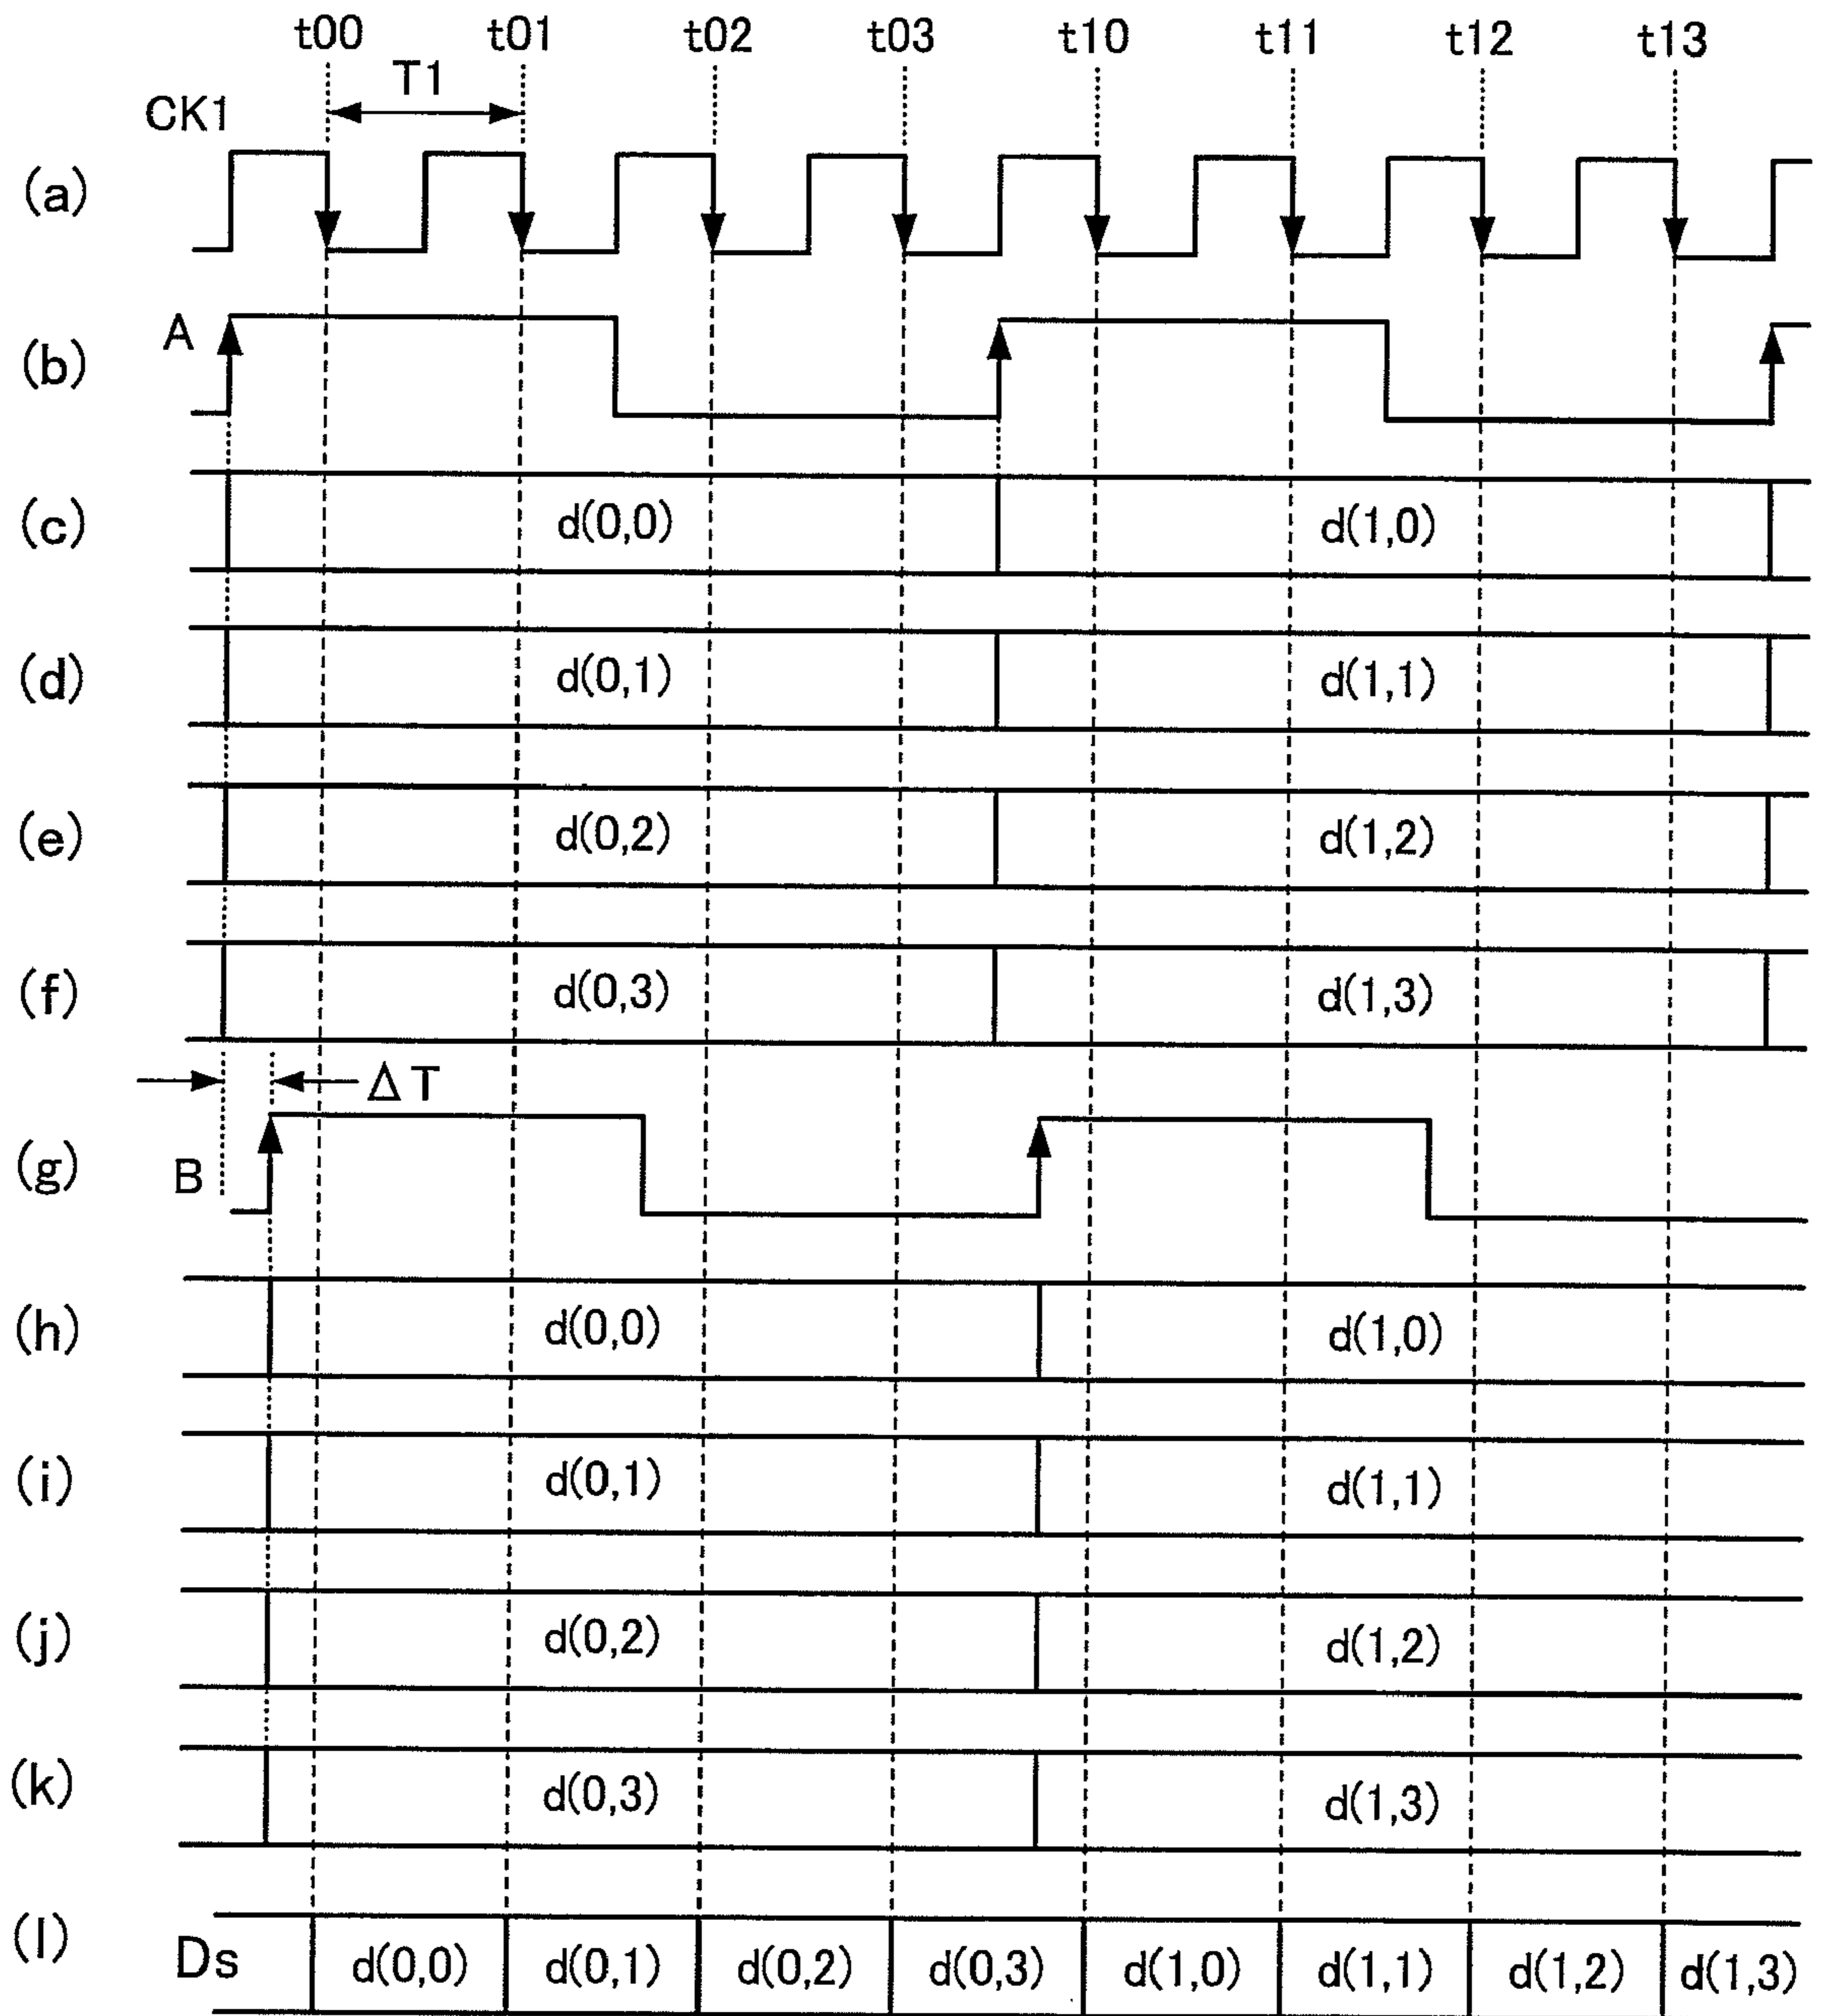 t00 t01 t02 t03 t10 t11 t12 t13
T1
CK1
(a)
A
(b)
(c) d(0,0) d(1,0)
(d) d(0,1) d(1,1)
(e) d(0,2) d(1,2)
(f) d(0,3) d(1,3)
ΔT
(g) B
(h) d(0,0) d(1,0)
(i) d(0,1) d(1,1)
(j) d(0,2) d(1,2)
(k) d(0,3) d(1,3)
(l) Ds d(0,0) d(0,1) d(0,2) d(0,3) d(1,0) d(1,1) d(1,2) d(1,3)